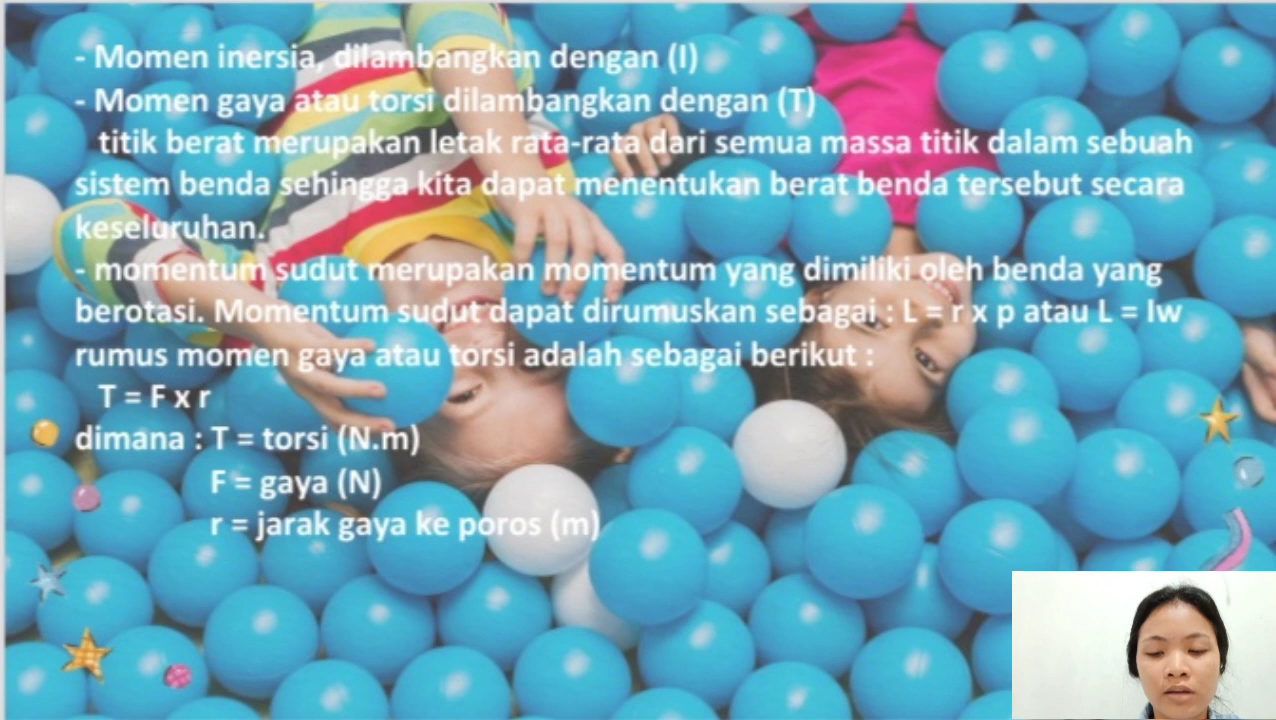 - Momen inersia, dilambangkan dengan (I)
- Momen gaya atau torsi dilambangkan dengan (T)
titik berat merupakan letak rata-rata dari semua massa titik dalam sebuah
sistem benda sehingga kita dapat menentukan berat benda tersebut secara
keseluruhan.
- momentum sudut merupakan momentum yang dimiliki oleh benda yang
berotasi. Momentum sudut dapat dirumuskan sebagai : L = r x p atau L = Iw
rumus momen gaya atau torsi adalah sebagai berikut :
T = F x r
dimana : T = torsi (N.m)
F = gaya (N)
r = jarak gaya ke poros (m)